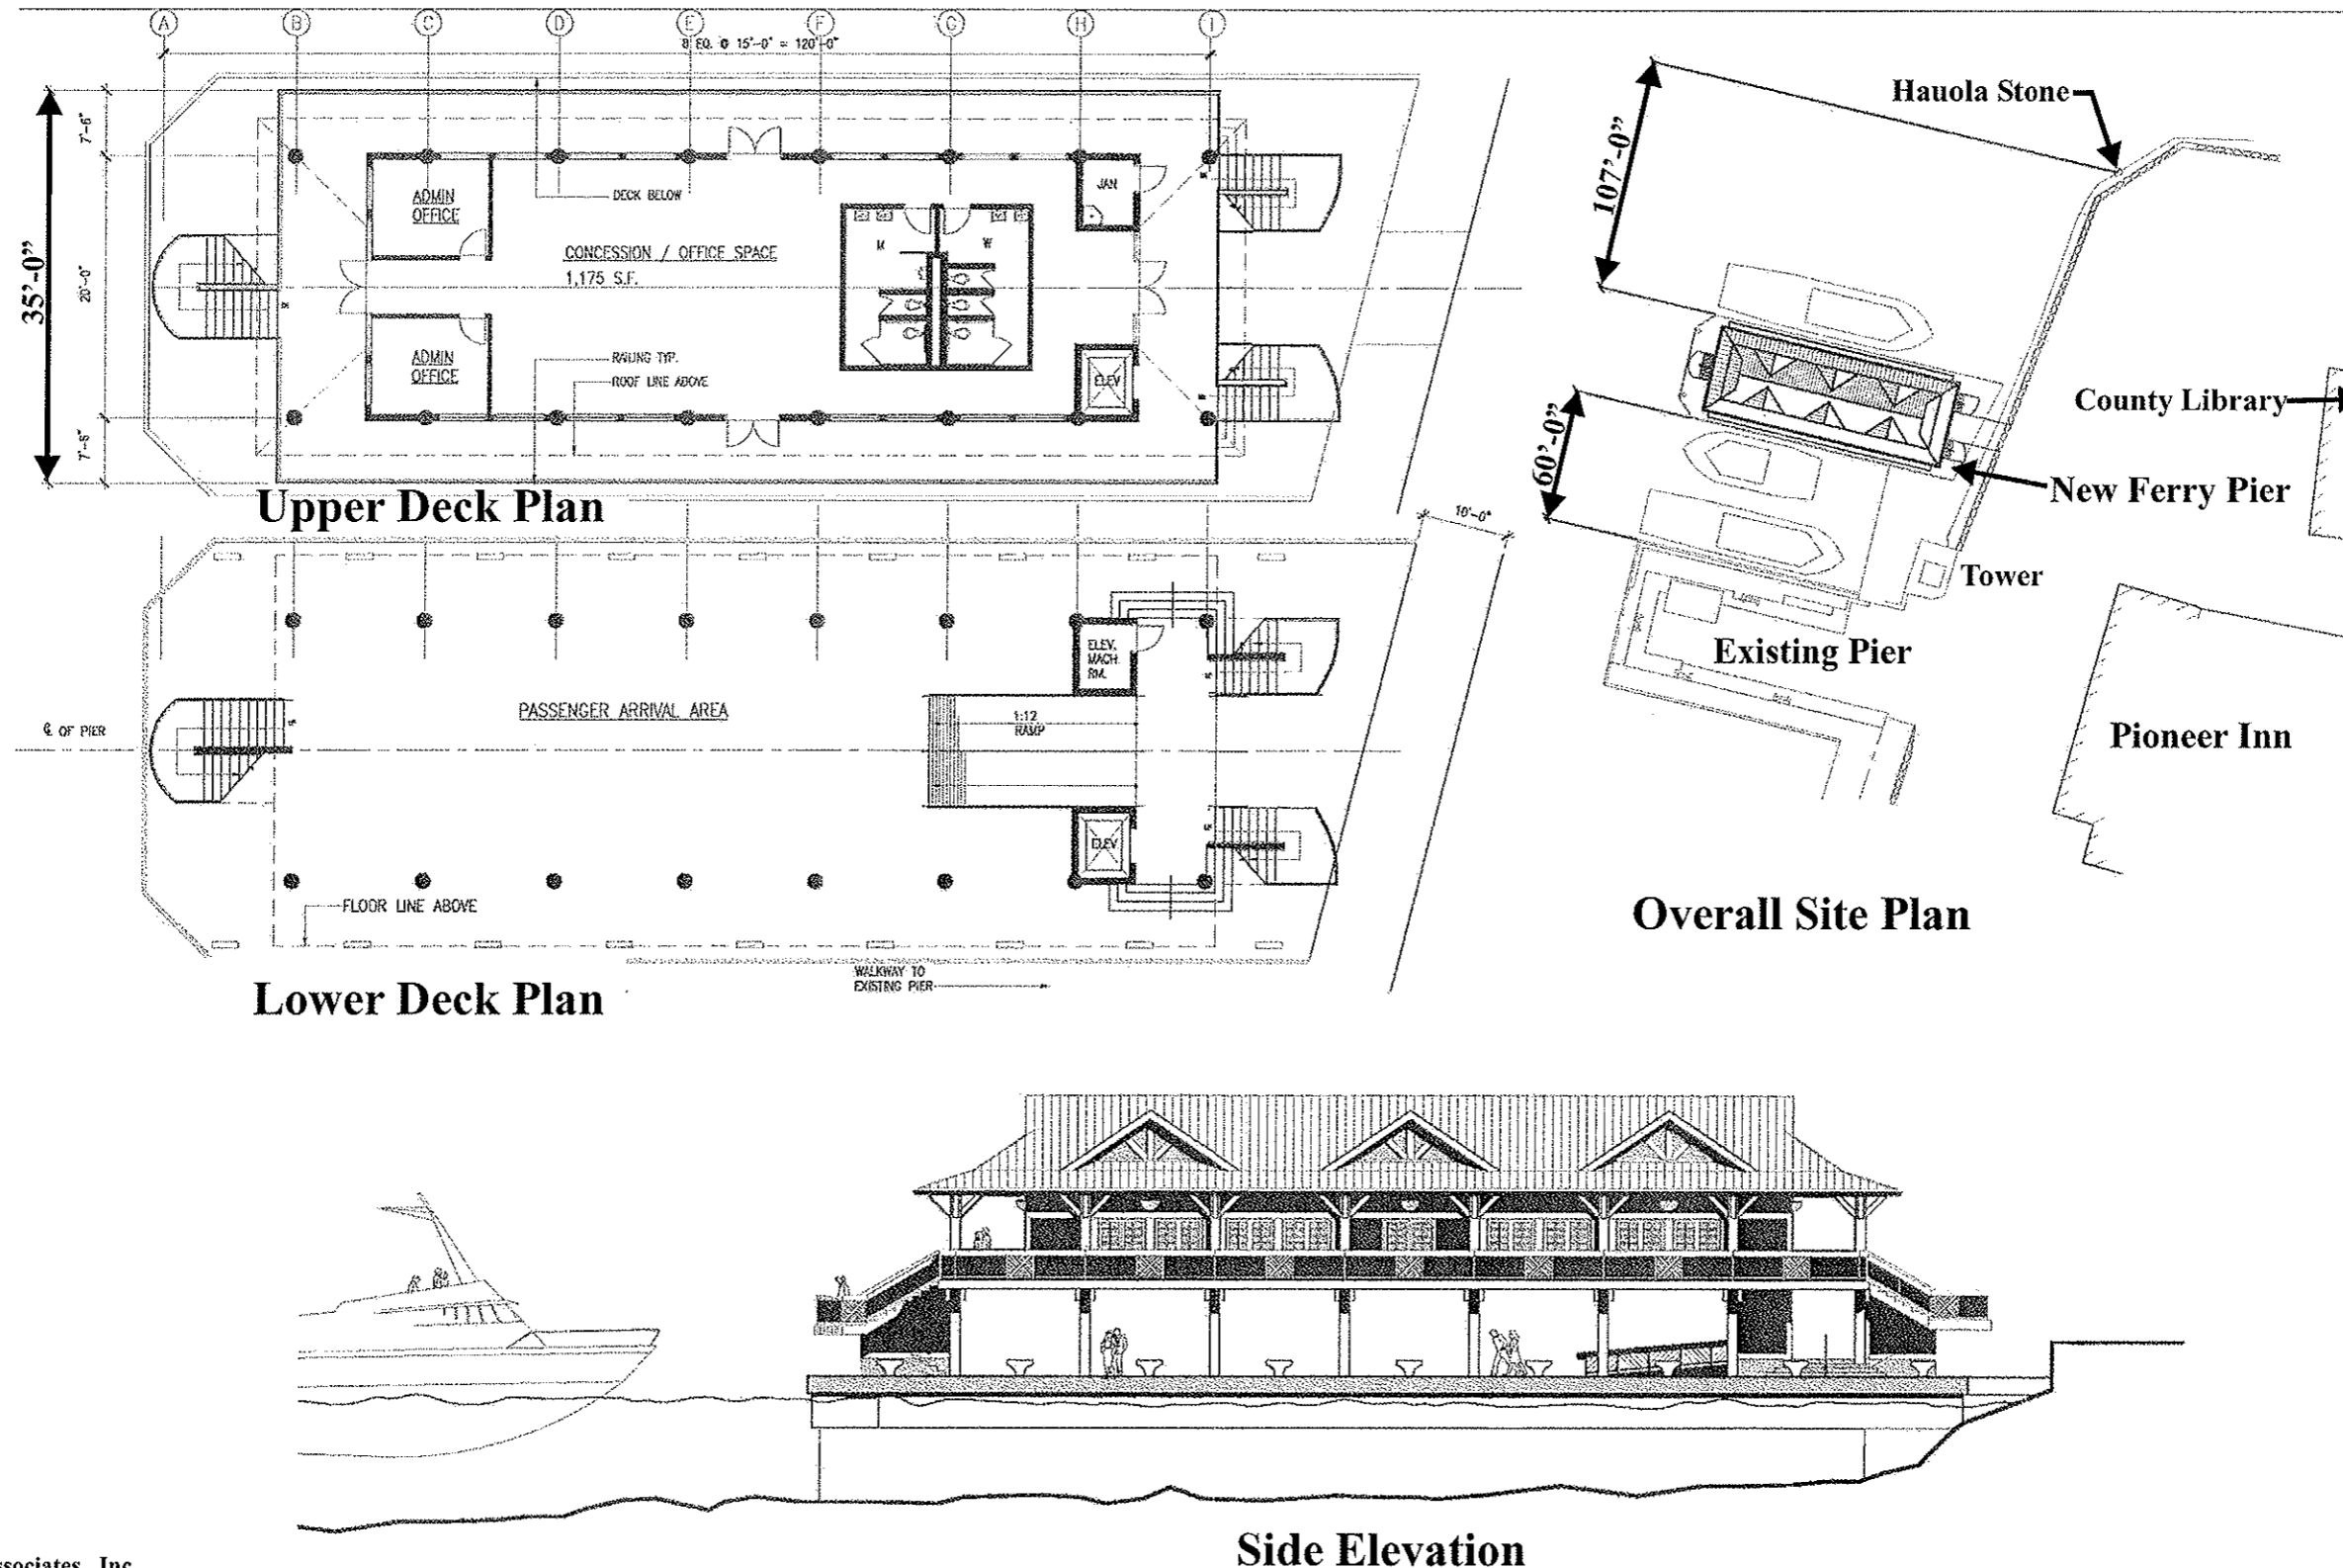 A B C D E F G H I
8 EQ. @ 15'-0" = 120'-0"
35'-0"
7'-6"
20'-0"
7'-6"
ADMIN
OFFICE
DECK BELOW
JAN
CONCESSION / OFFICE SPACE
1,175 S.F.
M
W
ADMIN
OFFICE
RAILING TYP.
ROOF LINE ABOVE
ELEV
Upper Deck Plan
10'-0"
ELEV.
MACH.
RM.
PASSENGER ARRIVAL AREA
1:12
RAMP
℄ OF PIER
ELEV
FLOOR LINE ABOVE
WALKWAY TO
EXISTING PIER
Lower Deck Plan
Hauola Stone
107'-0"
County Library
60'-0"
New Ferry Pier
Tower
Existing Pier
Pioneer Inn
Overall Site Plan
Side Elevation
ssociates, Inc